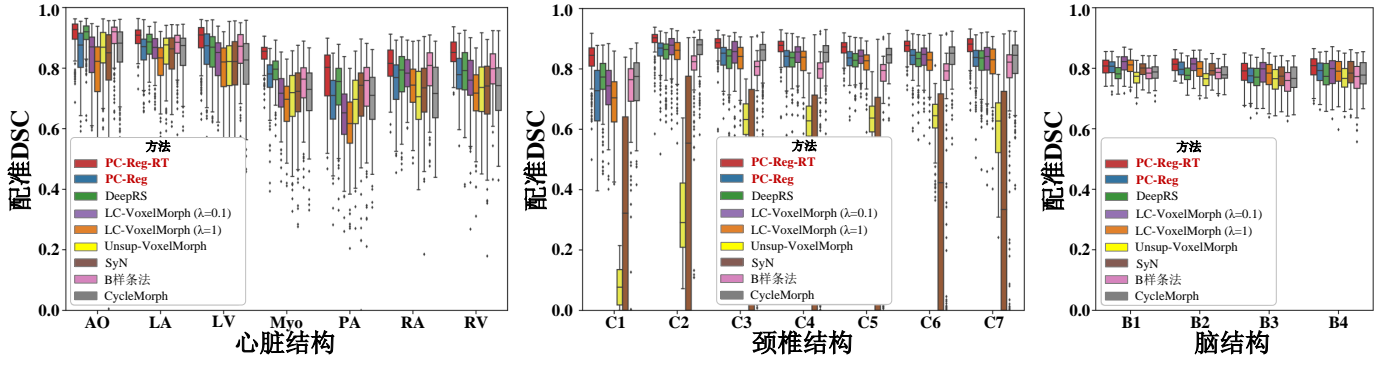 1.0
0.8
0.6
0.4
0.2
0.0
配准DSC
方法
PC-Reg-RT
PC-Reg
DeepRS
LC-VoxelMorph (λ=0.1)
LC-VoxelMorph (λ=1)
Unsup-VoxelMorph
SyN
B样条法
CycleMorph
AO LA LV Myo PA RA RV
心脏结构
1.0
0.8
0.6
0.4
0.2
0.0
配准DSC
方法
PC-Reg-RT
PC-Reg
DeepRS
LC-VoxelMorph (λ=0.1)
LC-VoxelMorph (λ=1)
Unsup-VoxelMorph
SyN
B样条法
CycleMorph
C1 C2 C3 C4 C5 C6 C7
颈椎结构
1.0
0.8
0.6
0.4
0.2
0.0
配准DSC
方法
PC-Reg-RT
PC-Reg
DeepRS
LC-VoxelMorph (λ=0.1)
LC-VoxelMorph (λ=1)
Unsup-VoxelMorph
SyN
B样条法
CycleMorph
B1 B2 B3 B4
脑结构